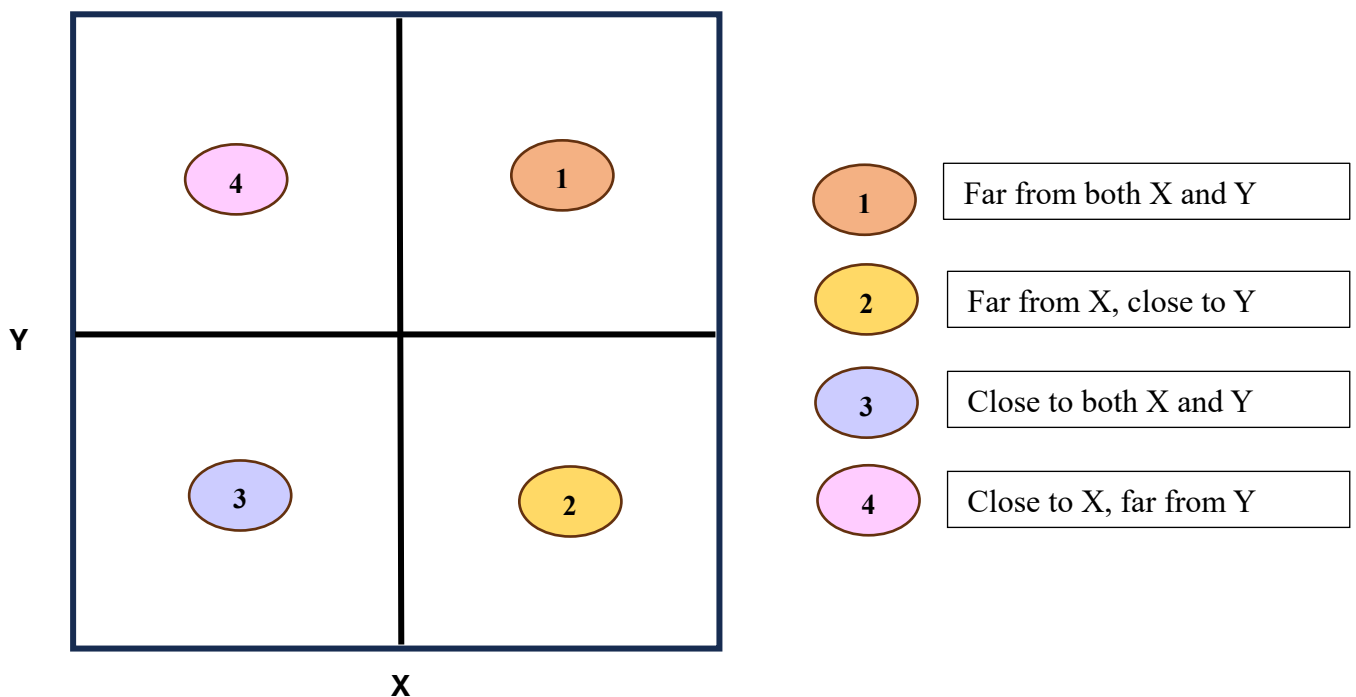 4
1
Y
3
2
X
1
Far from both X and Y
2
Far from X, close to Y
3
Close to both X and Y
4
Close to X, far from Y